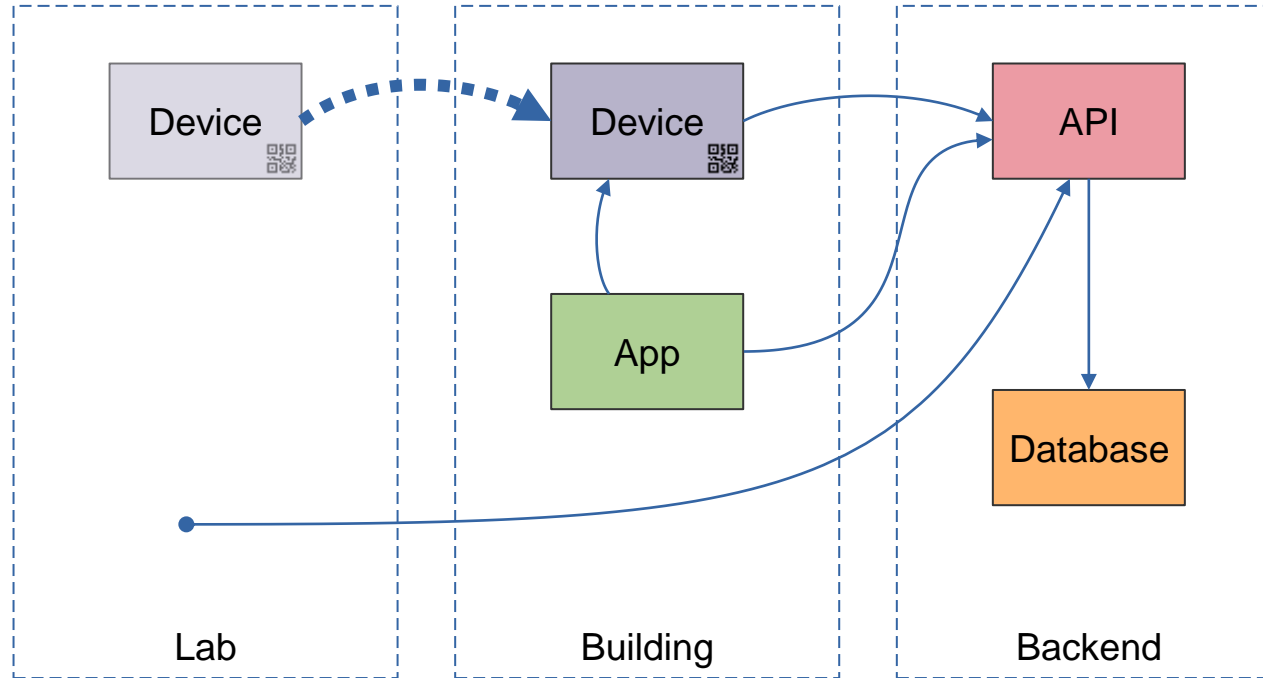 Device
Device
API
App
Database
Lab
Building
Backend